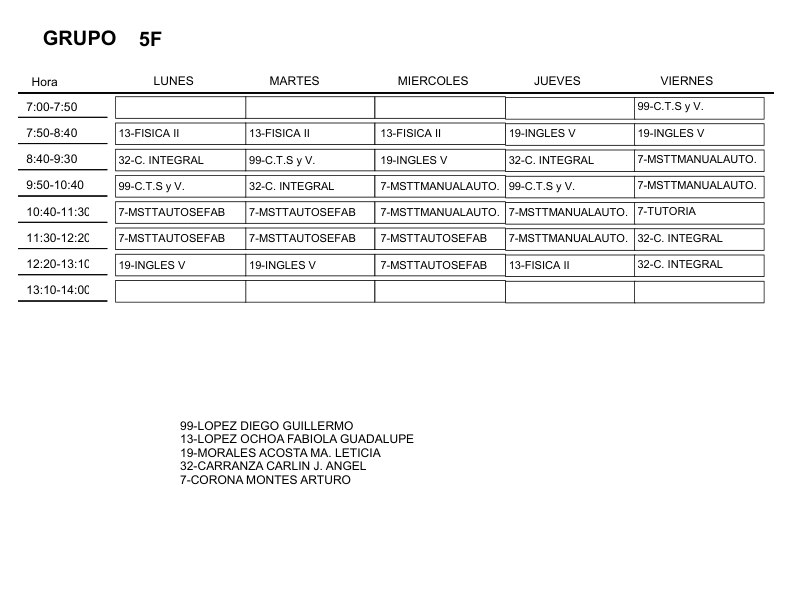 GRUPO 5F
Hora LUNES MARTES MIERCOLES JUEVES VIERNES
7:00-7:50 99-C.T.S y V.
7:50-8:40 13-FISICA II 13-FISICA II 13-FISICA II 19-INGLES V 19-INGLES V
8:40-9:30 32-C. INTEGRAL 99-C.T.S y V. 19-INGLES V 32-C. INTEGRAL 7-MSTTMANUALAUTO.
9:50-10:40 99-C.T.S y V. 32-C. INTEGRAL 7-MSTTMANUALAUTO. 99-C.T.S y V. 7-MSTTMANUALAUTO.
10:40-11:30 7-MSTTAUTOSEFAB 7-MSTTAUTOSEFAB 7-MSTTMANUALAUTO. 7-MSTTMANUALAUTO. 7-TUTORIA
11:30-12:20 7-MSTTAUTOSEFAB 7-MSTTAUTOSEFAB 7-MSTTAUTOSEFAB 7-MSTTMANUALAUTO. 32-C. INTEGRAL
12:20-13:10 19-INGLES V 19-INGLES V 7-MSTTAUTOSEFAB 13-FISICA II 32-C. INTEGRAL
13:10-14:00
99-LOPEZ DIEGO GUILLERMO
13-LOPEZ OCHOA FABIOLA GUADALUPE
19-MORALES ACOSTA MA. LETICIA
32-CARRANZA CARLIN J. ANGEL
7-CORONA MONTES ARTURO